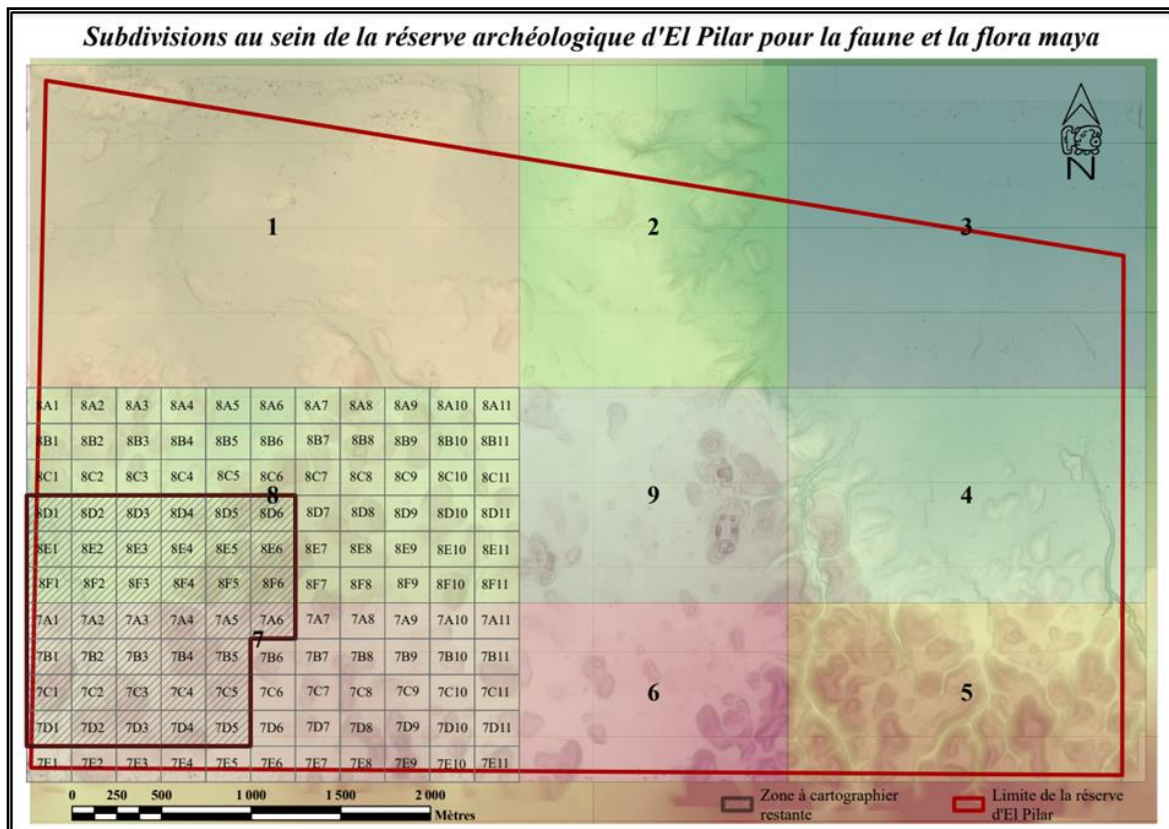 Subdivisions au sein de la réserve archéologique d'El Pilar pour la faune et la flora maya
N
1
2
3
8A1 8A2 8A3 8A4 8A5 8A6 8A7 8A8 8A9 8A10 8A11
8B1 8B2 8B3 8B4 8B5 8B6 8B7 8B8 8B9 8B10 8B11
8C1 8C2 8C3 8C4 8C5 8C6 8C7 8C8 8C9 8C10 8C11
8
9
4
8D1 8D2 8D3 8D4 8D5 8D6 8D7 8D8 8D9 8D10 8D11
8E1 8E2 8E3 8E4 8E5 8E6 8E7 8E8 8E9 8E10 8E11
8F1 8F2 8F3 8F4 8F5 8F6 8F7 8F8 8F9 8F10 8F11
7A1 7A2 7A3 7A4 7A5 7A6 7A7 7A8 7A9 7A10 7A11
7
7B1 7B2 7B3 7B4 7B5 7B6 7B7 7B8 7B9 7B10 7B11
7C1 7C2 7C3 7C4 7C5 7C6 7C7 7C8 7C9 7C10 7C11
6
5
7D1 7D2 7D3 7D4 7D5 7D6 7D7 7D8 7D9 7D10 7D11
7E1 7E2 7E3 7E4 7E5 7E6 7E7 7E8 7E9 7E10 7E11
0 250 500 1 000 1 500 2 000
Mètres
Zone à cartographier
restante
Limite de la réserve
d'El Pilar